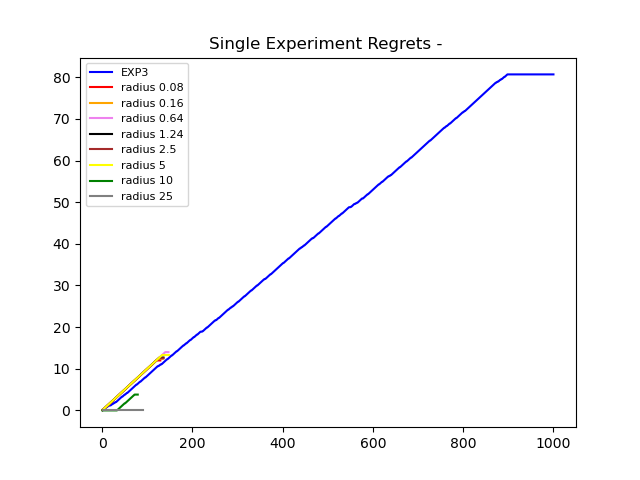 Single Experiment Regrets -
EXP3
radius 0.08
radius 0.16
radius 0.64
radius 1.24
radius 2.5
radius 5
radius 10
radius 25
80
70
60
50
40
30
20
10
0
0 200 400 600 800 1000